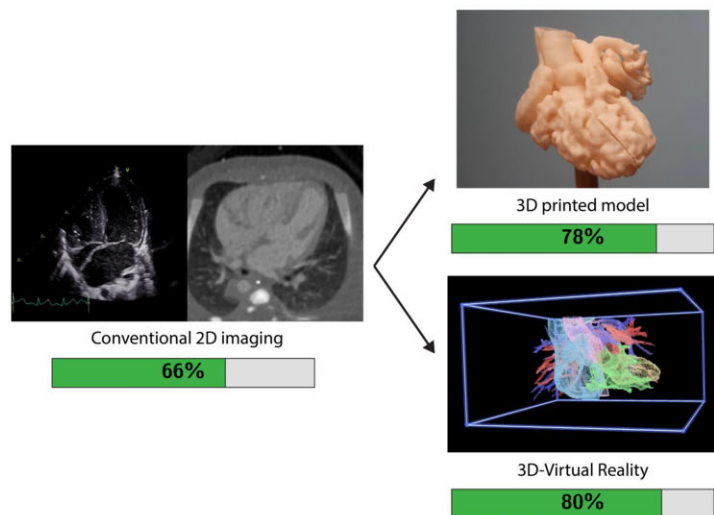 V
Conventional 2D imaging
66%
3D printed model
78%
3D-Virtual Reality
80%